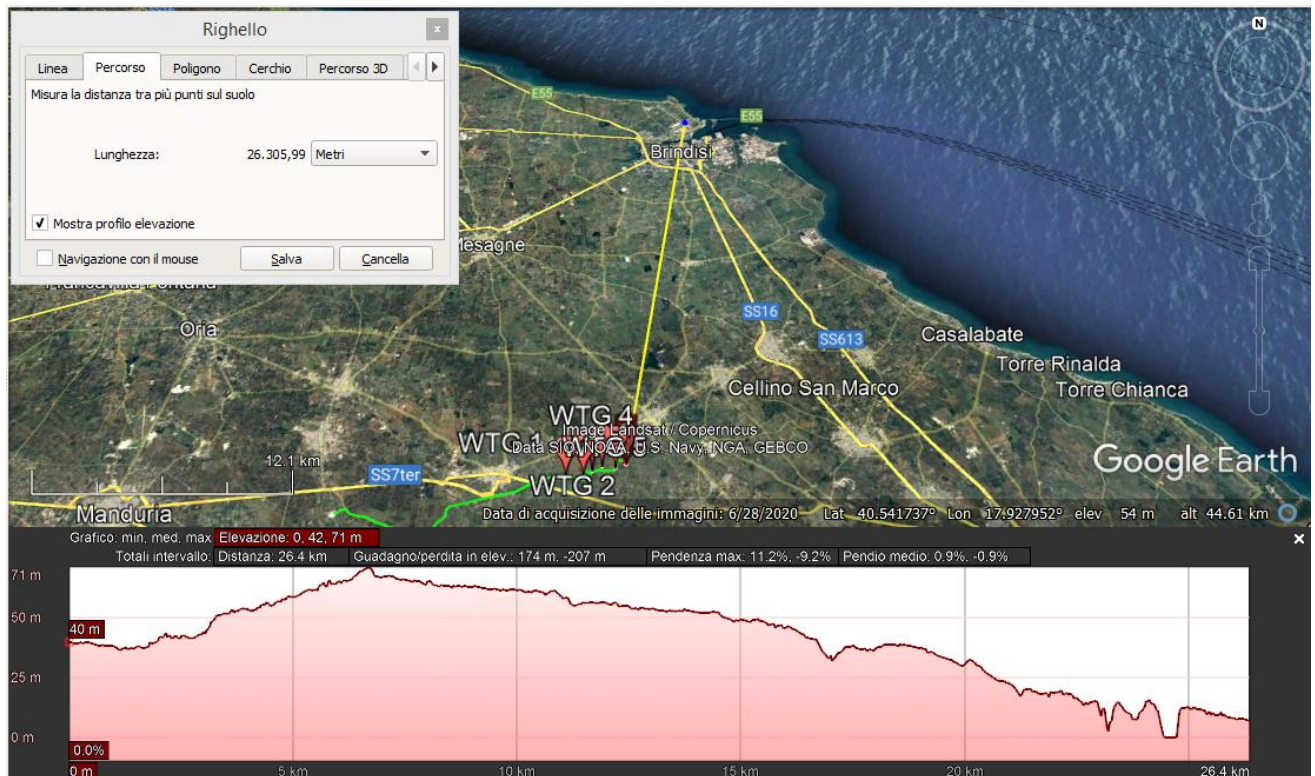 Righello
x
Linea Percorso Poligono Cerchio Percorso 3D
Misura la distanza tra più punti sul suolo
Lunghezza: 26.305,99 Metri
Mostra profilo elevazione
Navigazione con il mouse Salva Cancella
N
E55
E55
Brindisi
Mesagne
Oria
SS16
SS613
Casalabate
Torre Rinalda
Torre Chianca
Cellino San Marco
WTG 4
WTG 1
Image Landsat / Copernicus
Data SIO, NOAA, U.S. Navy, NGA, GEBCO
12.1 km
SS7ter
WTG 2
Google Earth
Manduria
Data di acquisizione delle immagini: 6/28/2020 Lat 40.541737° Lon 17.927952° elev 54 m alt 44.61 km
Grafico: min, med, max Elevazione: 0, 42, 71 m
Totali intervallo: Distanza: 26.4 km Guadagno/perdita in elev.: 174 m, -207 m Pendenza max: 11.2%, -9.2% Pendio medio: 0.9%, -0.9%
71 m
50 m
40 m
25 m
0 m
0.0%
0 m 5 km 10 km 15 km 20 km 26.4 km